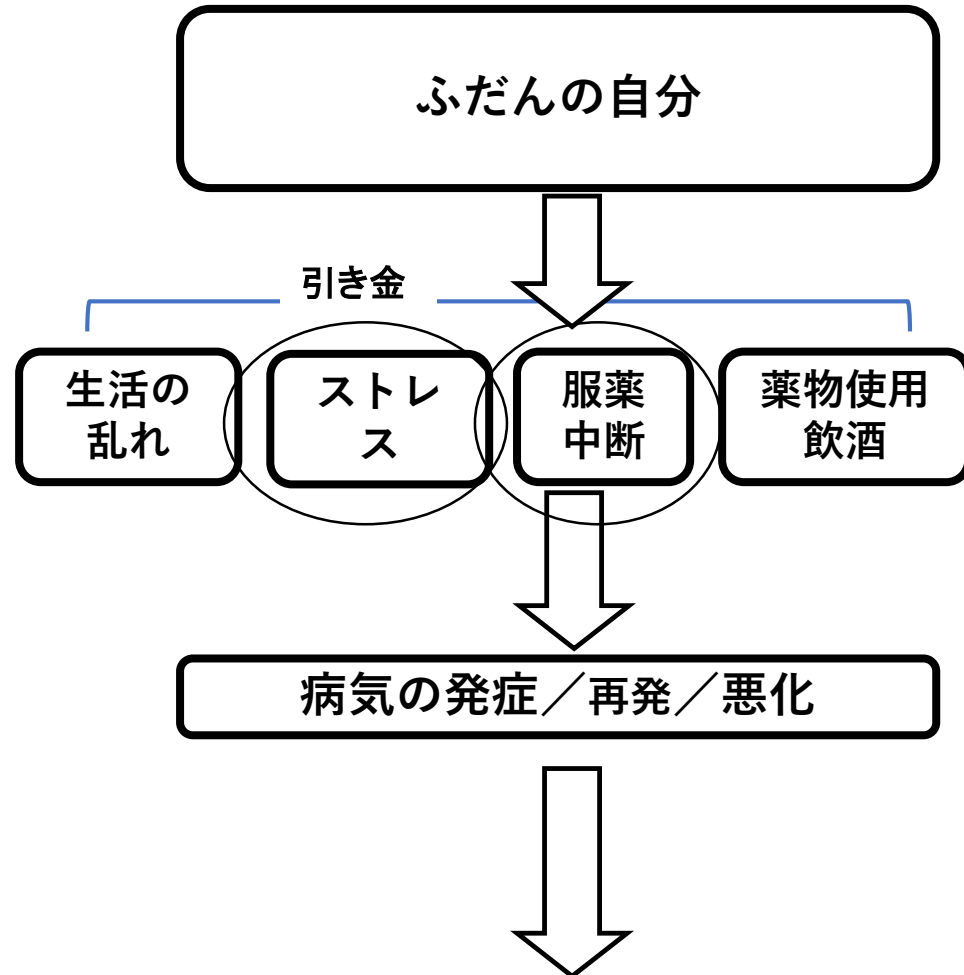 ふだんの自分
引き金
生活の
乱れ
ストレ
ス
服薬
中断
薬物使用
飲酒
病気の発症／再発／悪化